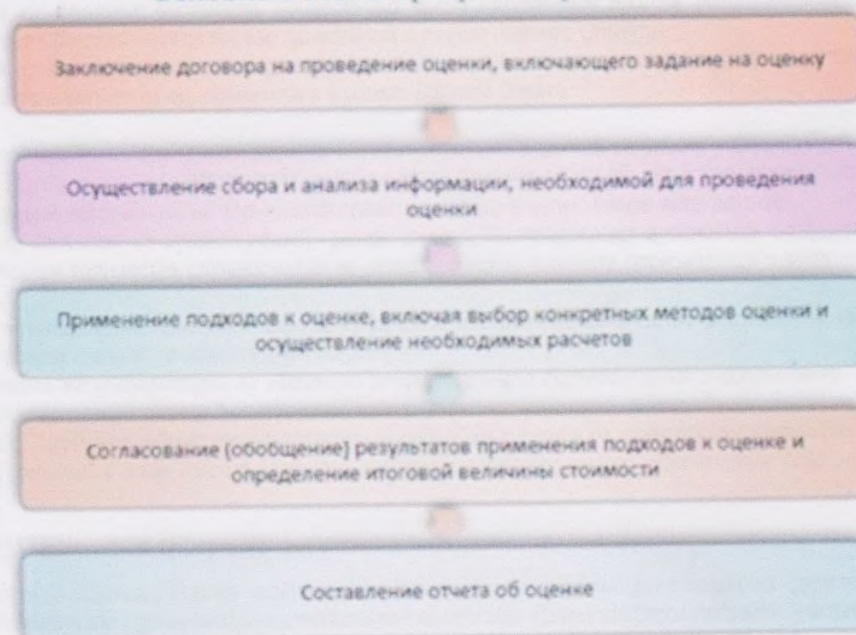 Заключение договора на проведение оценки, включающего задание на оценку
Осуществление сбора и анализа информации, необходимой для проведения
оценки
Применение подходов к оценке, включая выбор конкретных методов оценки и
осуществление необходимых расчетов
Согласование (обобщение) результатов применения подходов к оценке и
определение итоговой величины стоимости
Составление отчета об оценке